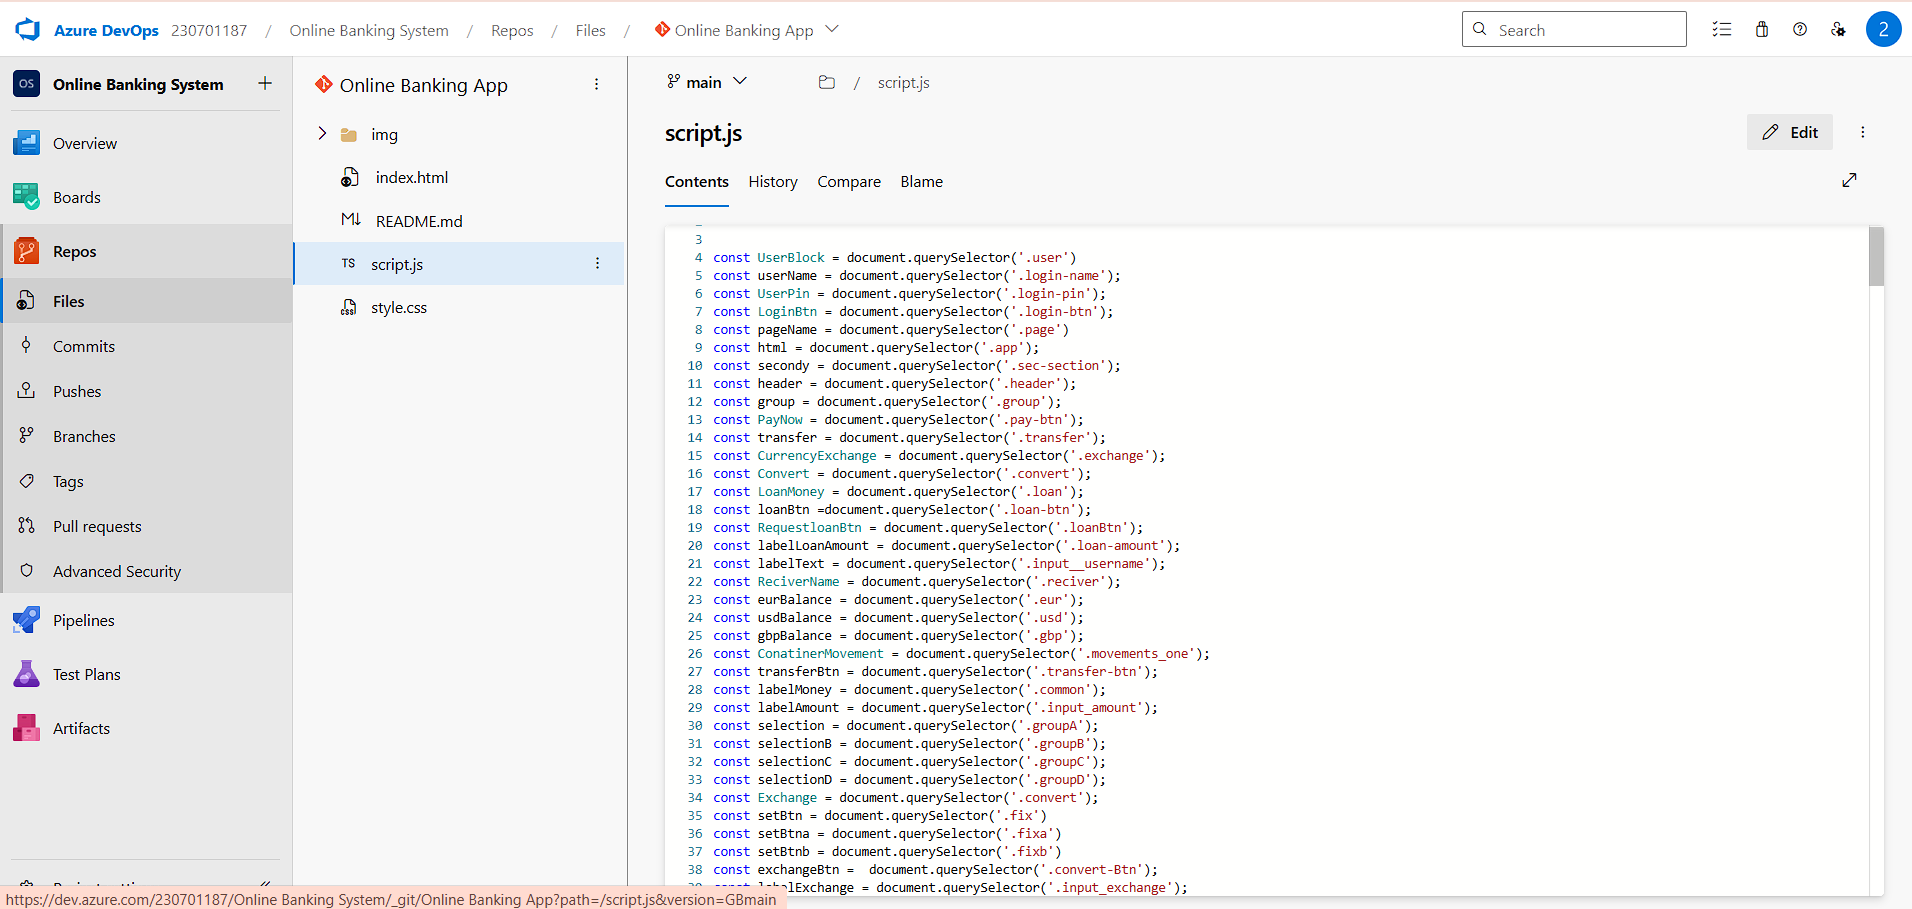 Azure DevOps 230701187 / Online Banking System / Repos / Files / Online Banking App
Search
2
OS Online Banking System
Overview
Boards
Repos
Files
Commits
Pushes
Branches
Tags
Pull requests
Advanced Security
Pipelines
Test Plans
Artifacts
Online Banking App
img
index.html
README.md
TS script.js
style.css
main / script.js
script.js
Edit
Contents History Compare Blame
3
4 const UserBlock = document.querySelector('.user')
5 const userName = document.querySelector('.login-name');
6 const UserPin = document.querySelector('.login-pin');
7 const LoginBtn = document.querySelector('.login-btn');
8 const pageName = document.querySelector('.page')
9 const html = document.querySelector('.app');
10 const secondy = document.querySelector('.sec-section');
11 const header = document.querySelector('.header');
12 const group = document.querySelector('.group');
13 const PayNow = document.querySelector('.pay-btn');
14 const transfer = document.querySelector('.transfer');
15 const CurrencyExchange = document.querySelector('.exchange');
16 const Convert = document.querySelector('.convert');
17 const LoanMoney = document.querySelector('.loan');
18 const loanBtn =document.querySelector('.loan-btn');
19 const RequestloanBtn = document.querySelector('.loanBtn');
20 const labelLoanAmount = document.querySelector('.loan-amount');
21 const labelText = document.querySelector('.input__username');
22 const ReciverName = document.querySelector('.reciver');
23 const eurBalance = document.querySelector('.eur');
24 const usdBalance = document.querySelector('.usd');
25 const gbpBalance = document.querySelector('.gbp');
26 const ConatinerMovement = document.querySelector('.movements_one');
27 const transferBtn = document.querySelector('.transfer-btn');
28 const labelMoney = document.querySelector('.common');
29 const labelAmount = document.querySelector('.input_amount');
30 const selection = document.querySelector('.groupA');
31 const selectionB = document.querySelector('.groupB');
32 const selectionC = document.querySelector('.groupC');
33 const selectionD = document.querySelector('.groupD');
34 const Exchange = document.querySelector('.convert');
35 const setBtn = document.querySelector('.fix')
36 const setBtna = document.querySelector('.fixa')
37 const setBtnb = document.querySelector('.fixb')
38 const exchangeBtn =  document.querySelector('.convert-Btn');
39 const labelExchange = document.querySelector('.input_exchange');
https://dev.azure.com/230701187/Online Banking System/_git/Online Banking App?path=/script.js&version=GBmain